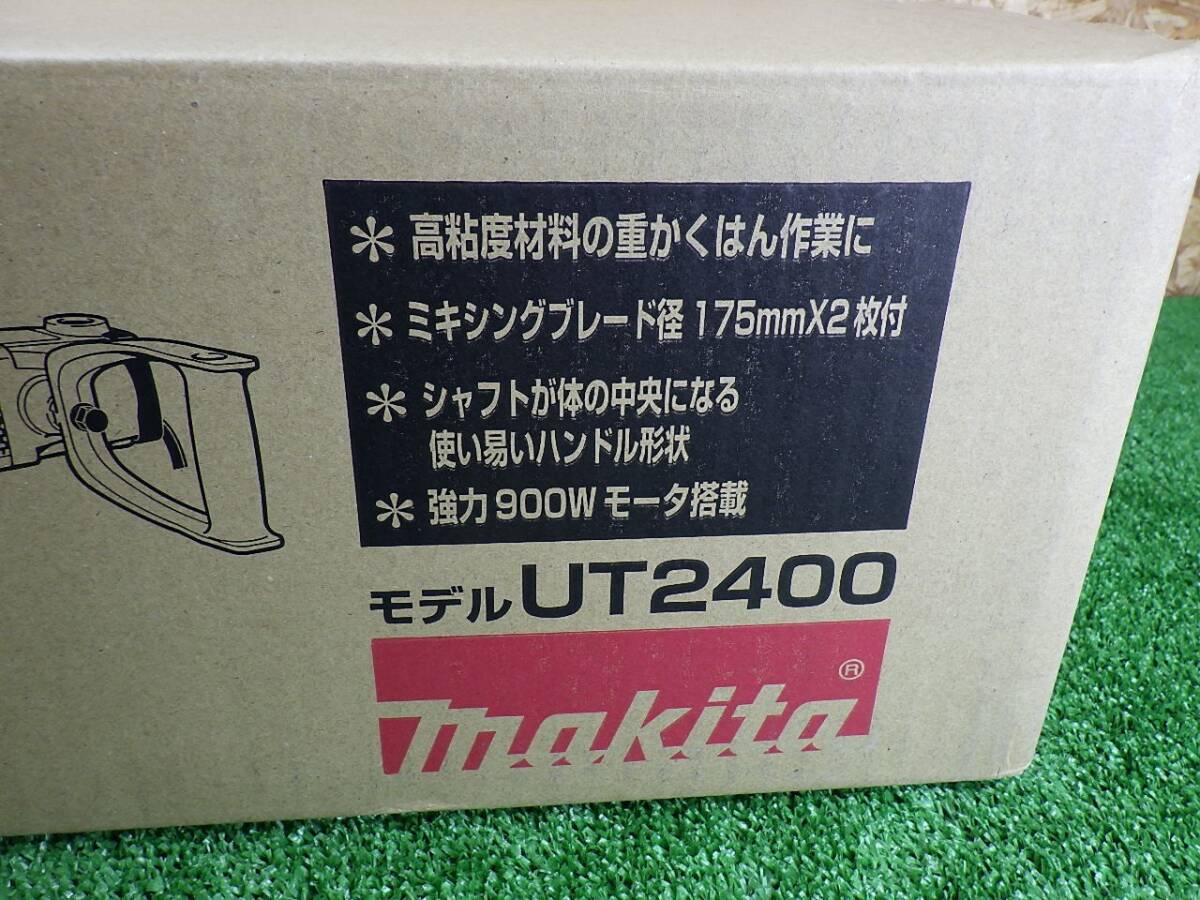 ＊高粘度材料の重かくはん作業に
＊ミキシングブレード径175mmX2枚付
＊シャフトが体の中央になる
使い易いハンドル形状
＊強力900Wモータ搭載
モデルUT2400
makita®